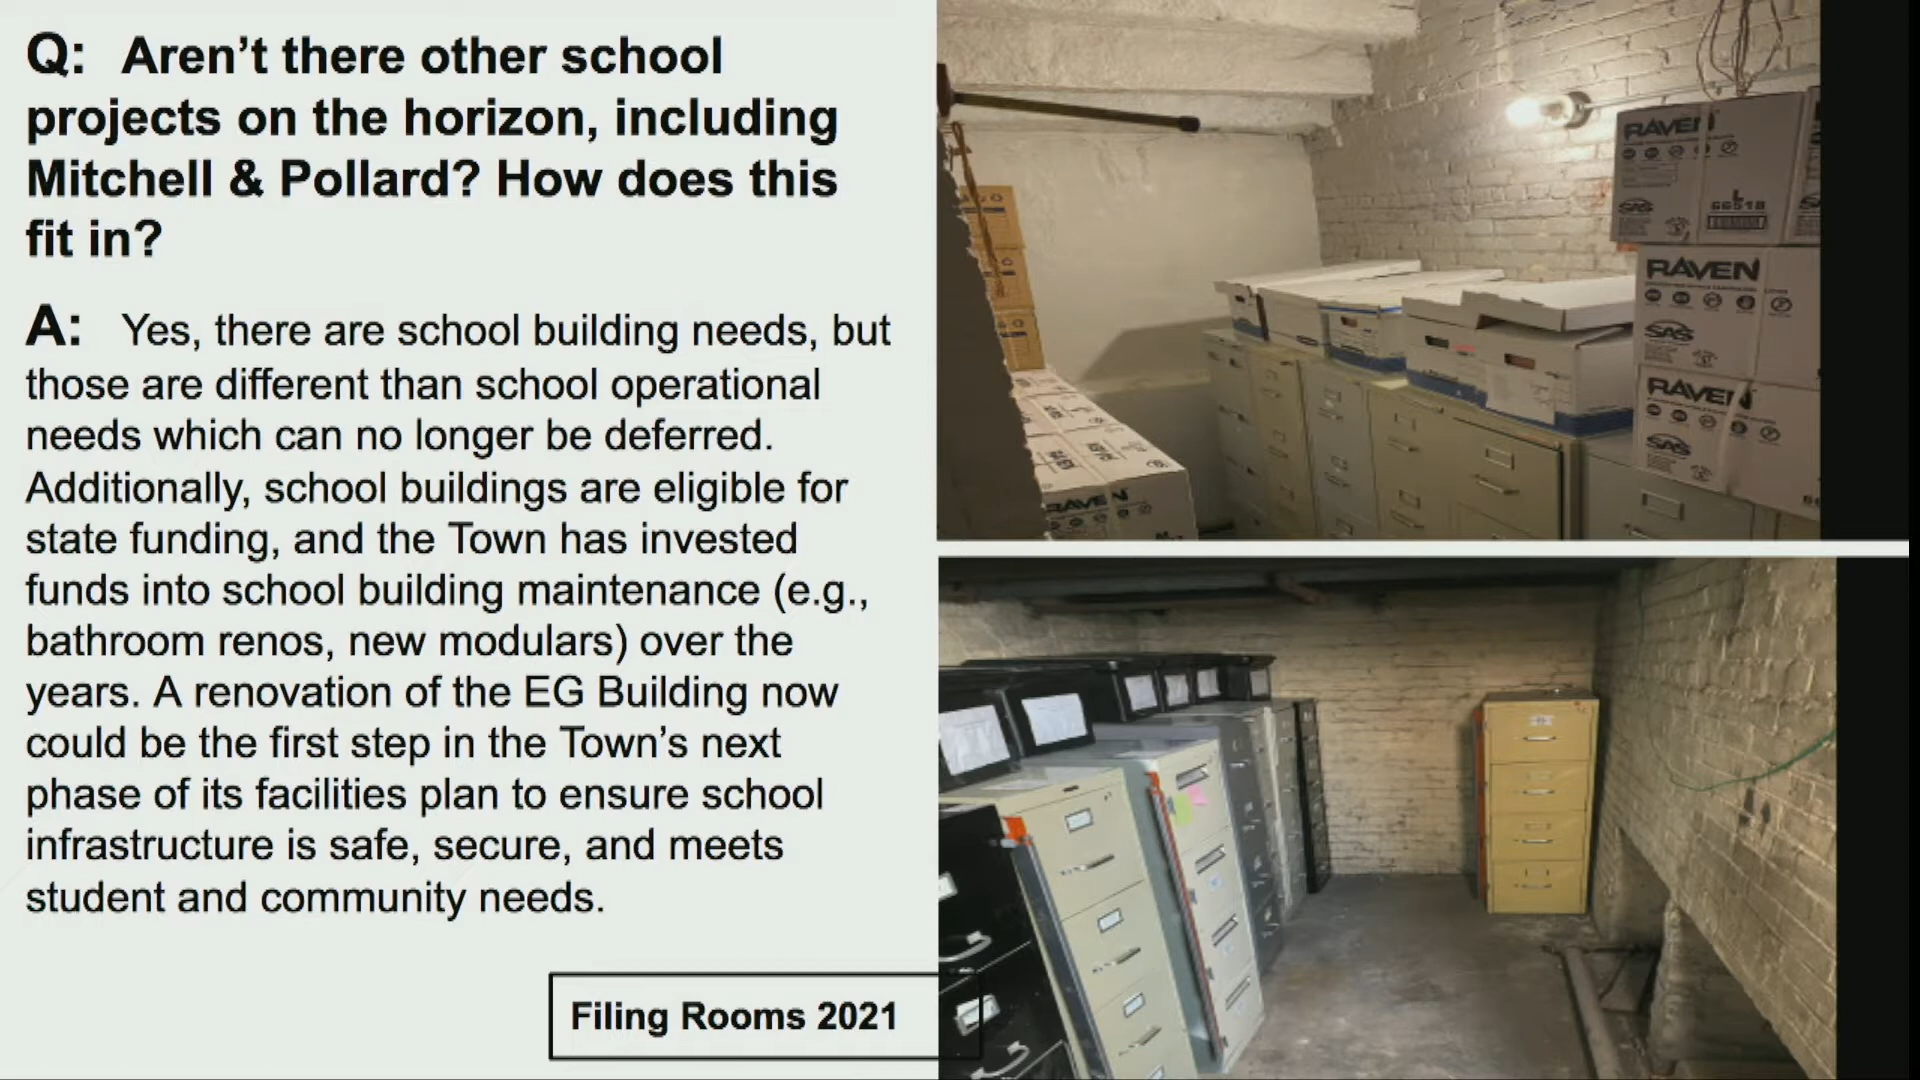 Q: Aren't there other school
projects on the horizon, including
Mitchell & Pollard? How does this
fit in?
A: Yes, there are school building needs, but
those are different than school operational
needs which can no longer be deferred.
Additionally, school buildings are eligible for
state funding, and the Town has invested
funds into school building maintenance (e.g.,
bathroom renos, new modulars) over the
years. A renovation of the EG Building now
could be the first step in the Town's next
phase of its facilities plan to ensure school
infrastructure is safe, secure, and meets
student and community needs.
Filing Rooms 2021
RAVEN
L
66518
SAS
RAVEN
SAS
RAVEN
SAS
RAVEN